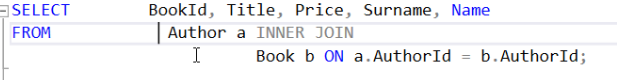 SELECT BookId, Title, Price, Surname, Name
FROM Author a INNER JOIN
Book b ON a.AuthorId = b.AuthorId;